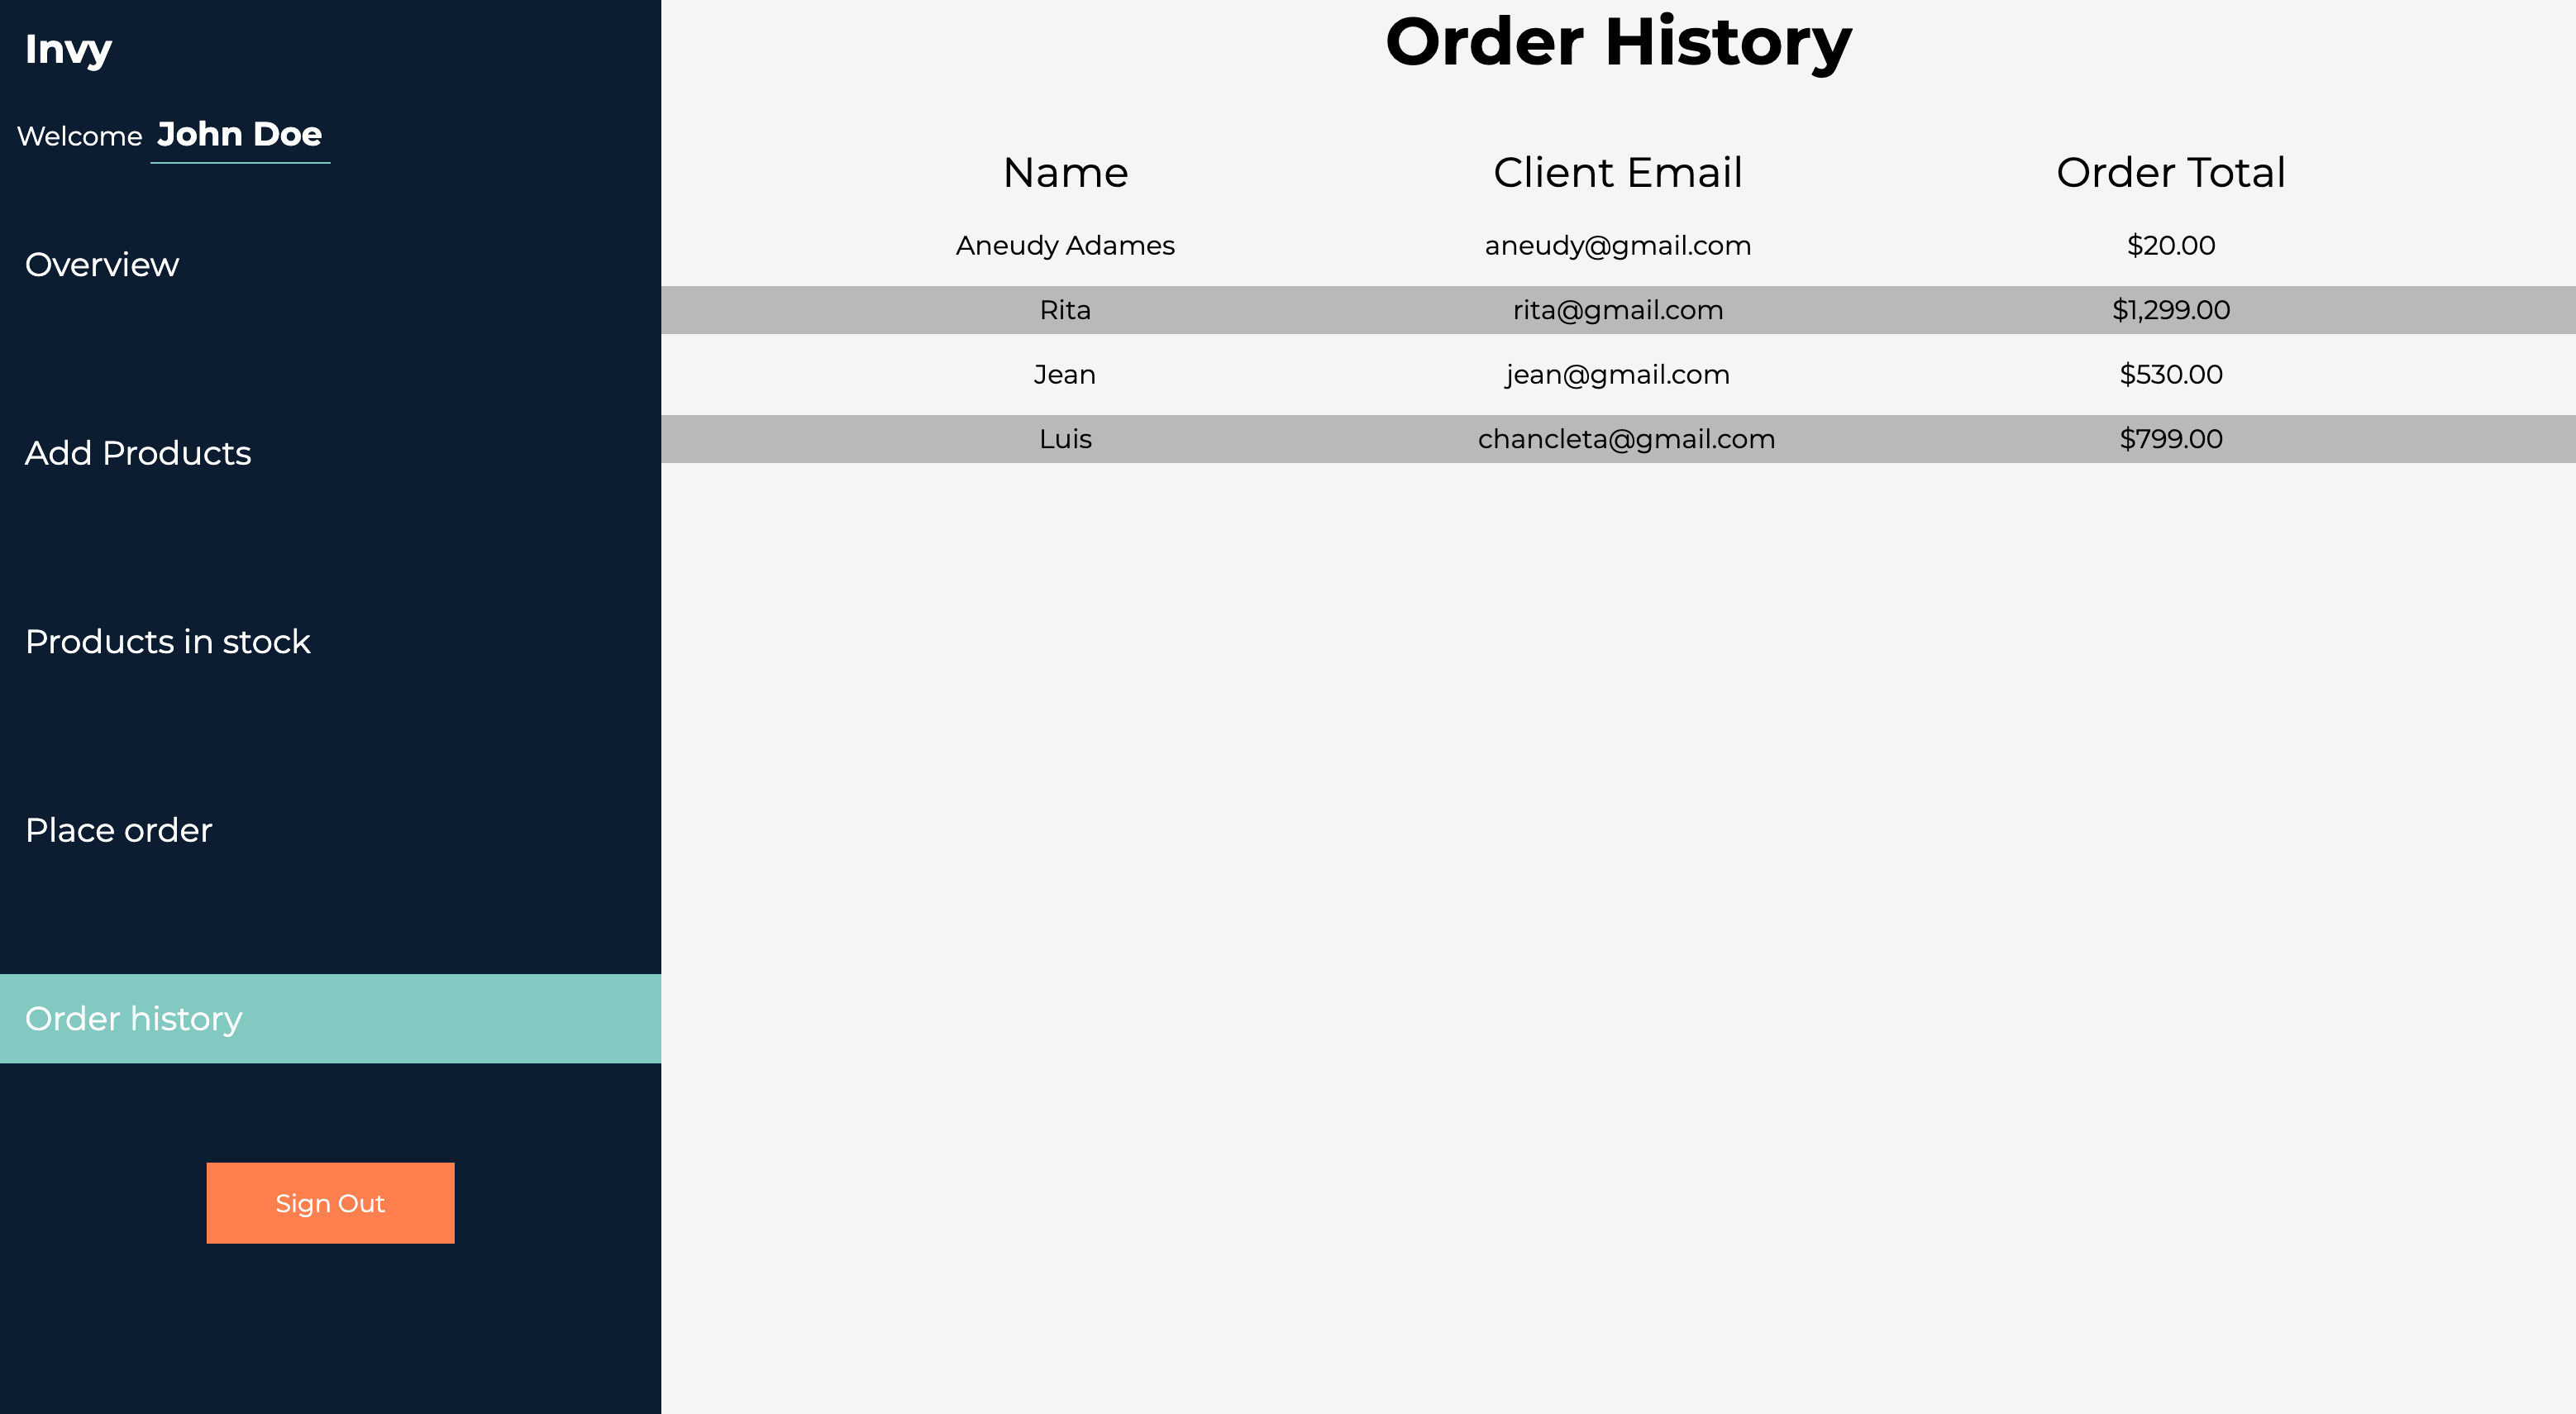 Invy
Welcome John Doe
Overview
Add Products
Products in stock
Place order
Order history
Sign Out
Order History
Name Client Email Order Total
Aneudy Adames aneudy@gmail.com $20.00
Rita rita@gmail.com $1,299.00
Jean jean@gmail.com $530.00
Luis chancleta@gmail.com $799.00